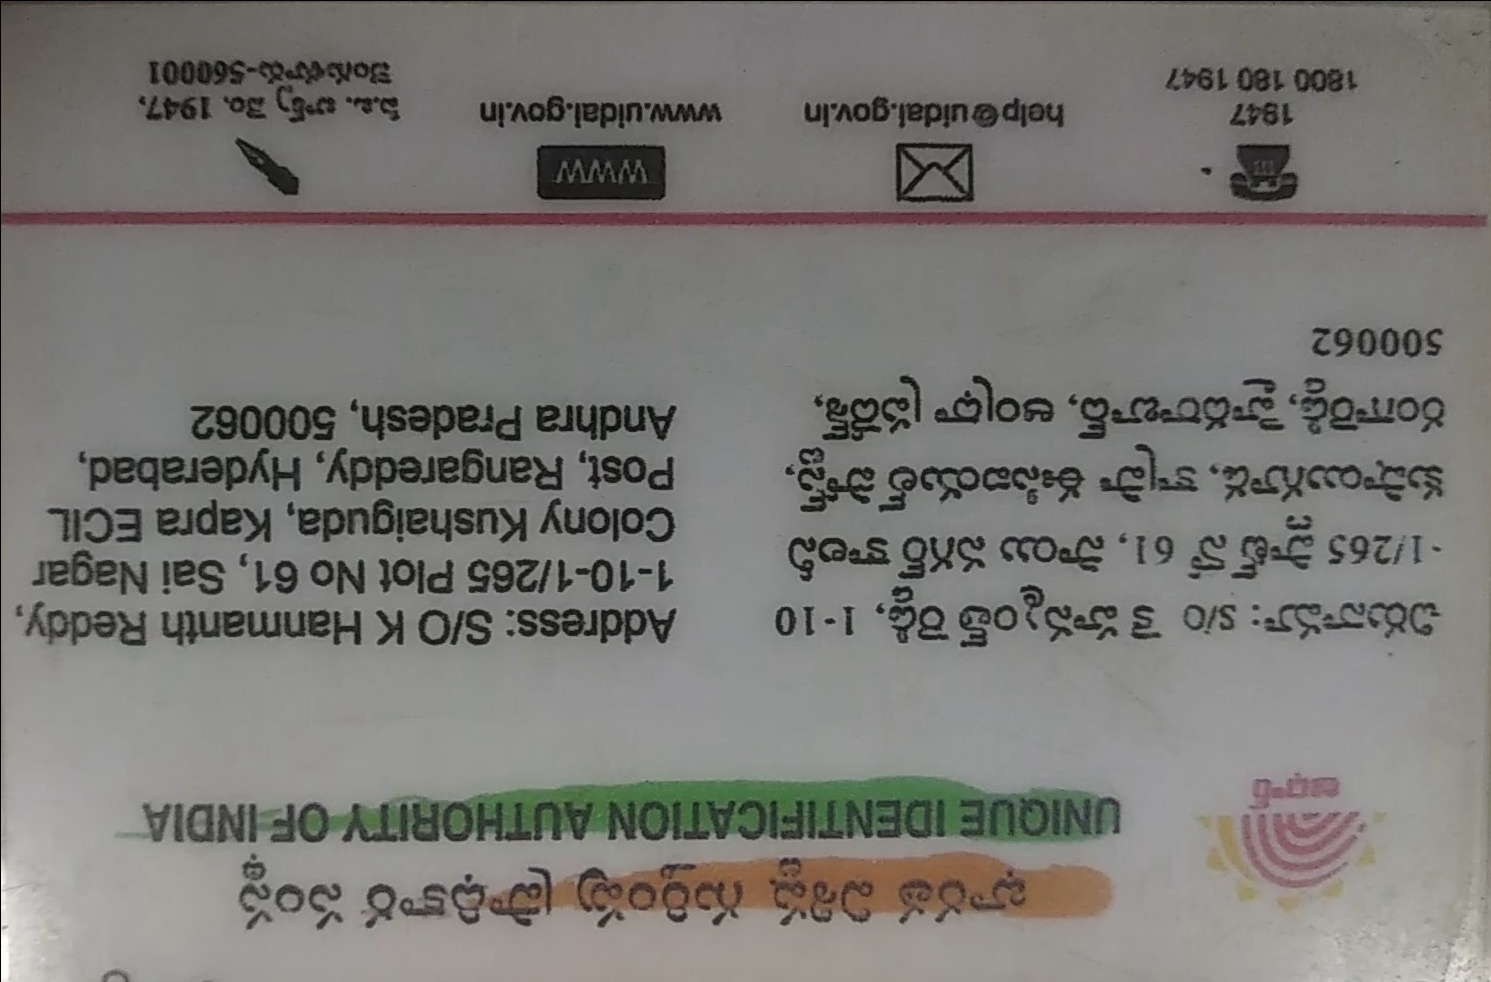 భారత విశిష్ట గుర్తింపు ప్రాధికార సంస్థ
UNIQUE IDENTIFICATION AUTHORITY OF INDIA
ఆధార్
చిరునామా: S/O కె హన్మంత్ రెడ్డి, 1-10
-1/265 ప్లాట్ నో 61, సాయి నగర్ కాలనీ
కుషాయిగూడ, కాప్రా ఈసిఐఎల్ పోస్ట్,
రంగారెడ్డి, హైదరాబాద్, ఆంధ్రా ప్రదేశ్,
500062
Address: S/O K Hanmanth Reddy,
1-10-1/265 Plot No 61, Sai Nagar
Colony Kushaiguda, Kapra ECIL
Post, Rangareddy, Hyderabad,
Andhra Pradesh, 500062
1947
1800 180 1947
help@uidai.gov.in
WWW
www.uidai.gov.in
పి.బి. బాక్స్ నెం. 1947,
బెంగుళూరు-560001